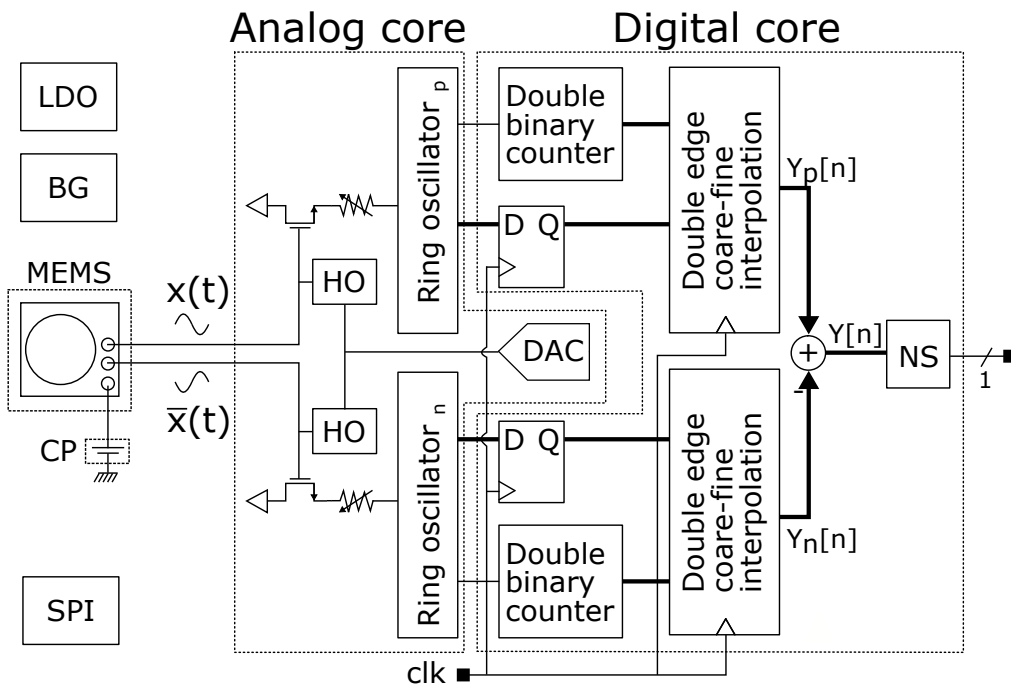 Analog core
Digital core
LDO
BG
MEMS
x(t)
x̅(t)
CP
SPI
HO
HO
Ring oscillator p
Ring oscillator n
DAC
Double
binary
counter
D Q
D Q
Double
binary
counter
Double edge
coare-fine
interpolation
Double edge
coare-fine
interpolation
Yp[n]
Y[n]
+
-
Yn[n]
NS
1
clk